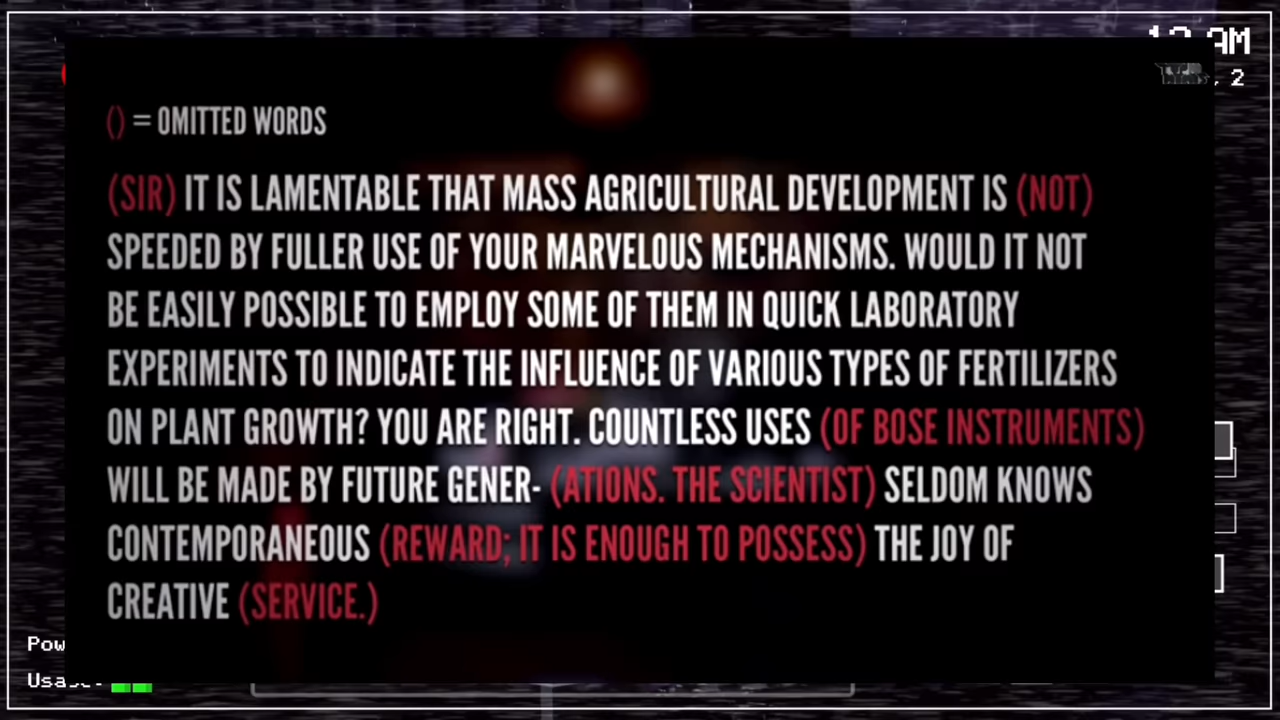 AM
, 2
() = OMITTED WORDS
(SIR) IT IS LAMENTABLE THAT MASS AGRICULTURAL DEVELOPMENT IS (NOT)
SPEEDED BY FULLER USE OF YOUR MARVELOUS MECHANISMS. WOULD IT NOT
BE EASILY POSSIBLE TO EMPLOY SOME OF THEM IN QUICK LABORATORY
EXPERIMENTS TO INDICATE THE INFLUENCE OF VARIOUS TYPES OF FERTILIZERS
ON PLANT GROWTH? YOU ARE RIGHT. COUNTLESS USES (OF BOSE INSTRUMENTS)
WILL BE MADE BY FUTURE GENER- (ATIONS. THE SCIENTIST) SELDOM KNOWS
CONTEMPORANEOUS (REWARD; IT IS ENOUGH TO POSSESS) THE JOY OF
CREATIVE (SERVICE.)
Pow